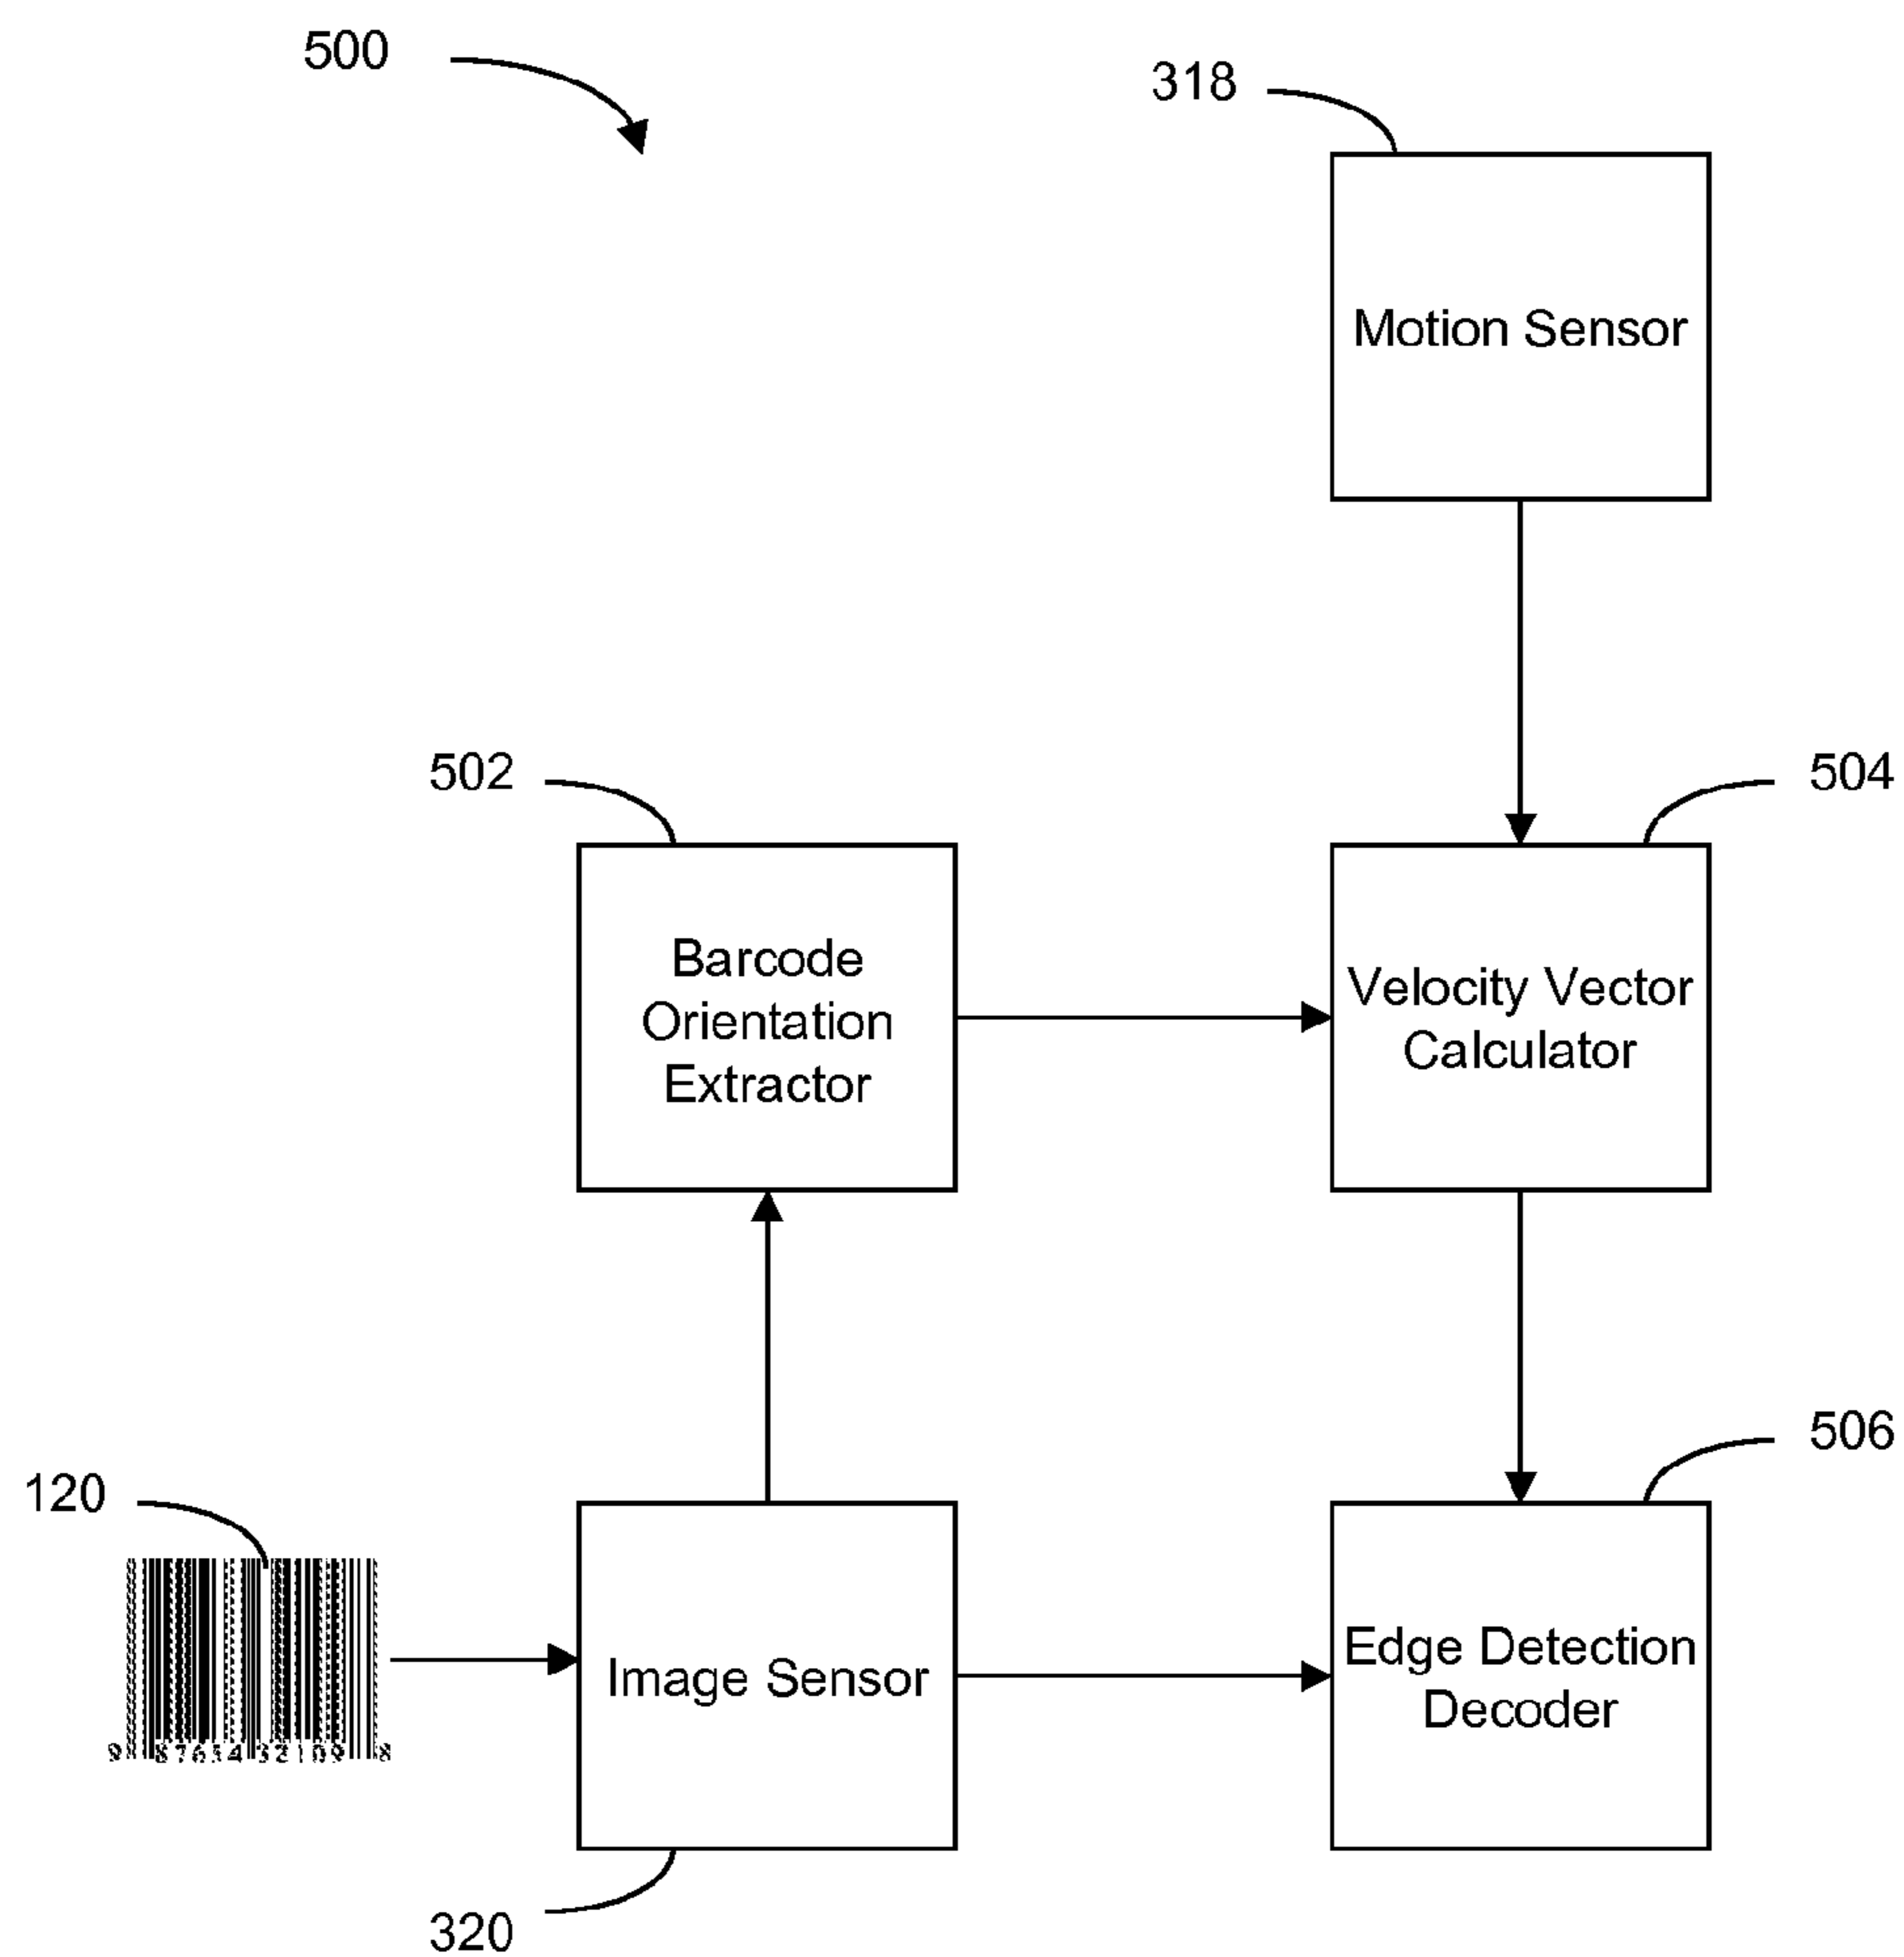 500
318
Motion Sensor
502
504
Barcode
Orientation
Extractor
Velocity Vector
Calculator
506
120
Image Sensor
Edge Detection
Decoder
320